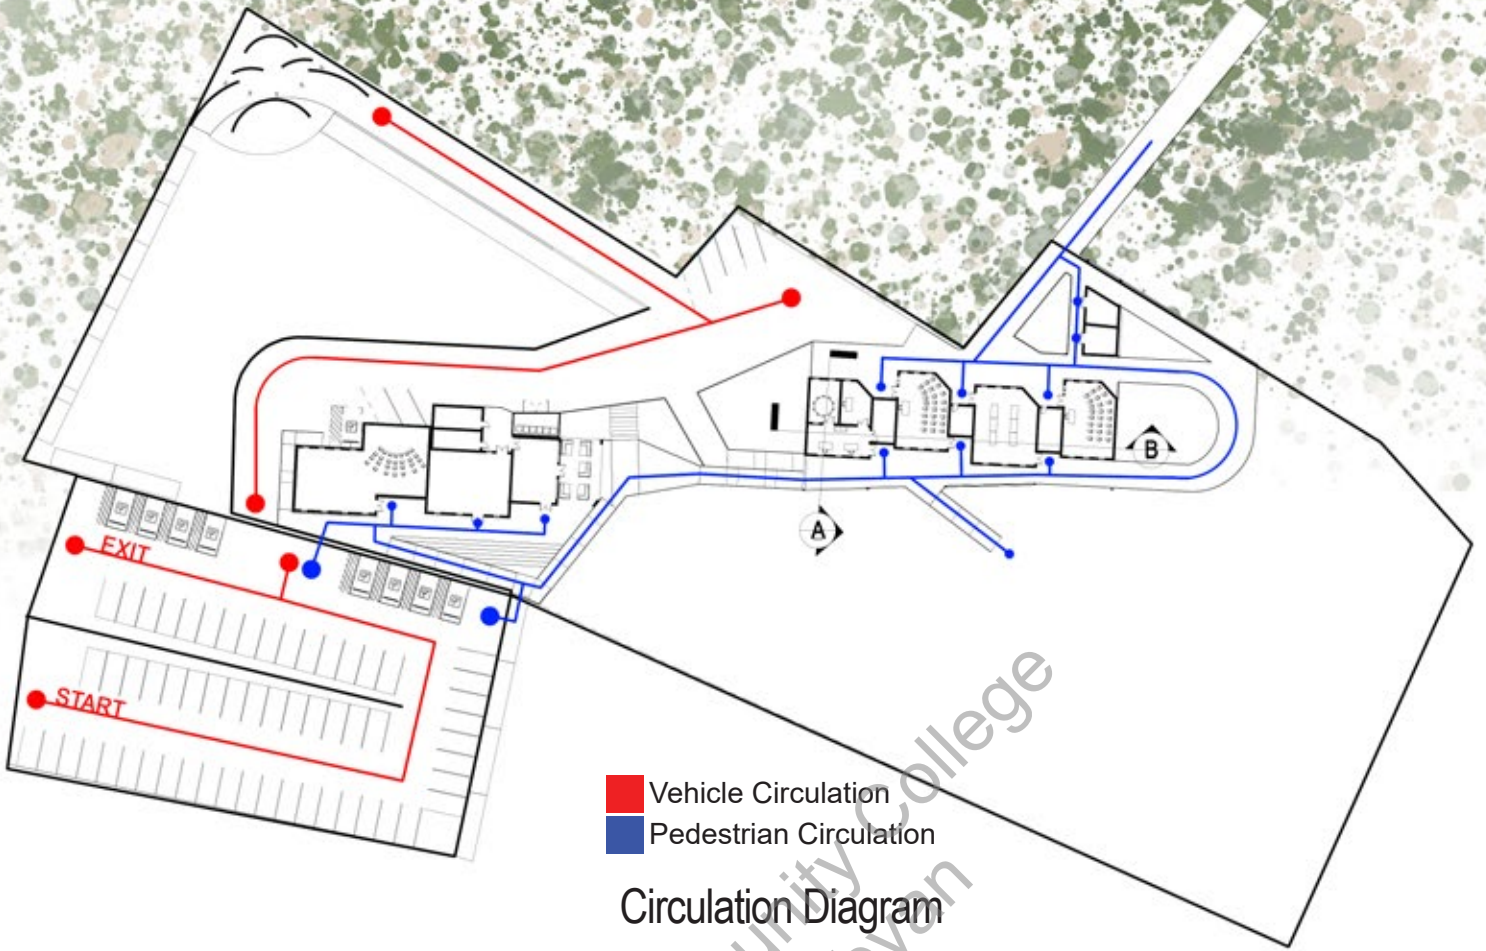 B
A
EXIT
START
Vehicle Circulation
Pedestrian Circulation
Circulation Diagram
College